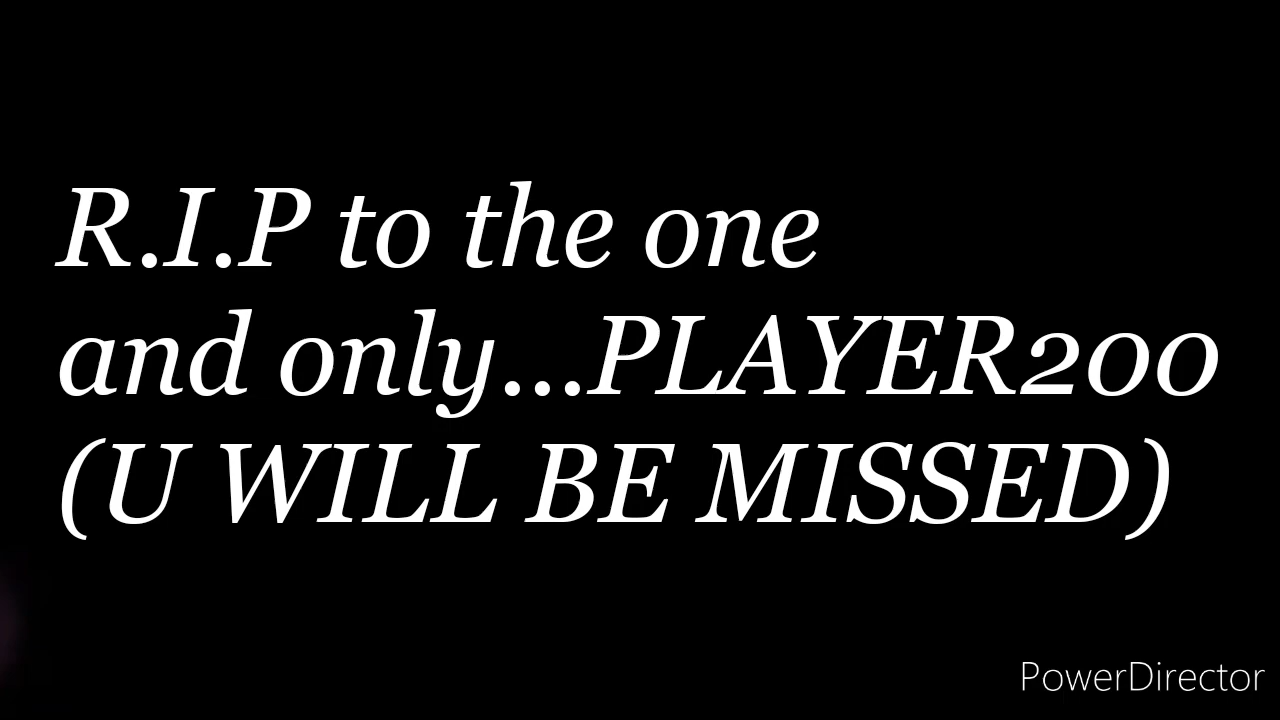 R.I.P to the one
and only...PLAYER200
(U WILL BE MISSED)
PowerDirector